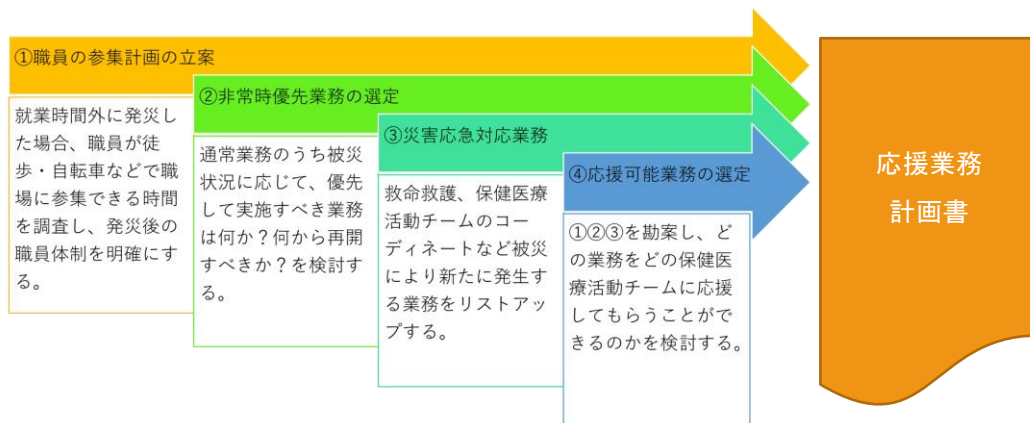 ①職員の参集計画の立案
就業時間外に発災し
た場合、職員が徒
歩・自転車などで職
場に参集できる時間
を調査し、発災後の
職員体制を明確にす
る。
②非常時優先業務の選定
通常業務のうち被災
状況に応じて、優先
して実施すべき業務
は何か？何から再開
すべきか？を検討す
る。
③災害応急対応業務
救命救護、保健医療
活動チームのコー
ディネートなど被災
により新たに発生す
る業務をリストアッ
プする。
④応援可能業務の選定
①②③を勘案し、ど
の業務をどの保健医
療活動チームに応援
してもらうことがで
きるのかを検討する。
応援業務
計画書